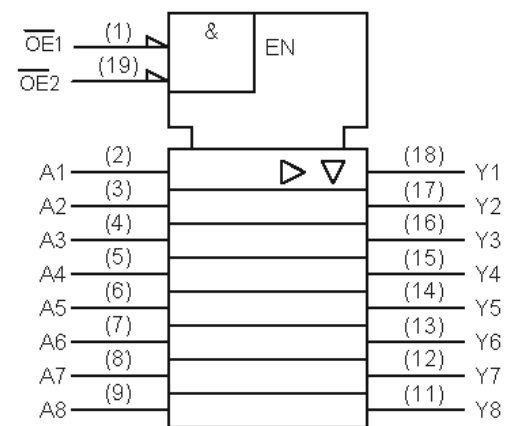 OE1 (1) & EN
OE2 (19)
A1 (2) (18) Y1
A2 (3) (17) Y2
A3 (4) (16) Y3
A4 (5) (15) Y4
A5 (6) (14) Y5
A6 (7) (13) Y6
A7 (8) (12) Y7
A8 (9) (11) Y8